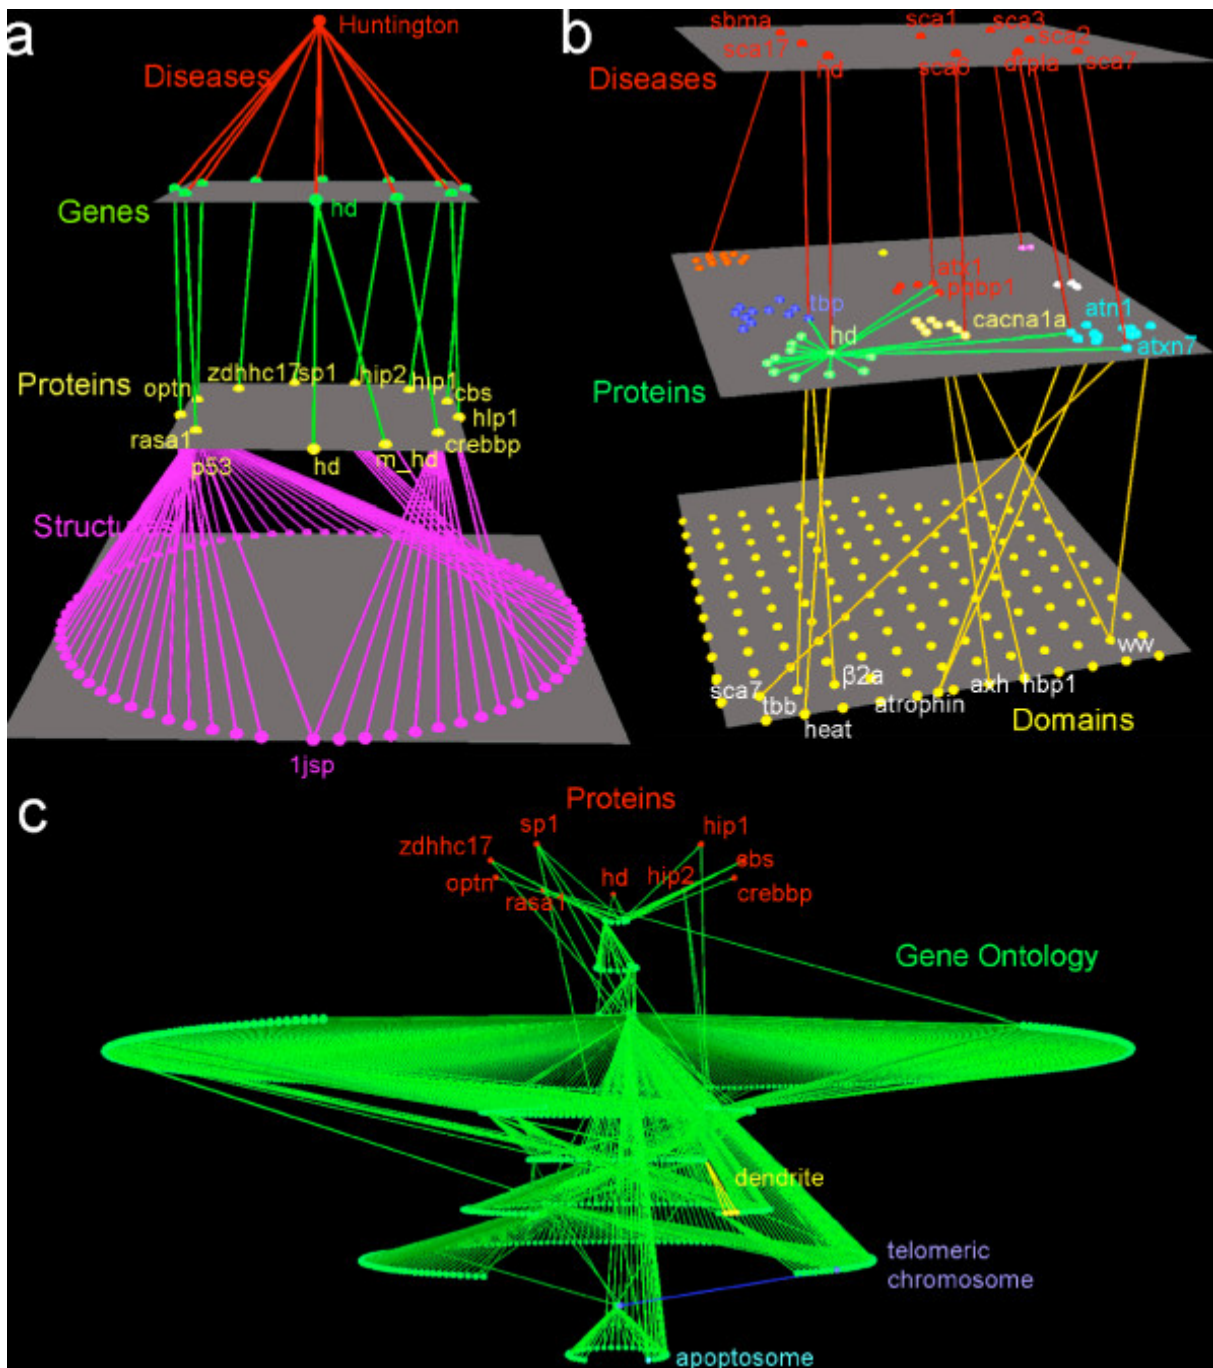 a
Huntington
Diseases
Genes
hd
Proteins
optn
zdhhc17
sp1
hip2
hip1
cbs
hlp1
rasa1
p53
hd
m_hd
crebbp
Structures
1jsp
b
sbma
sca1
sca3
sca17
sca2
hd
sca6
drpla
sca7
Diseases
atx1
pqbp1
tbp
cacna1a
atn1
hd
atxn7
Proteins
ww
sca7
β2a
axh
hbp1
tbb
atrophin
heat
Domains
c
Proteins
sp1
hip1
zdhhc17
cbs
optn
hd
hip2
rasa1
crebbp
Gene Ontology
dendrite
telomeric
chromosome
apoptosome